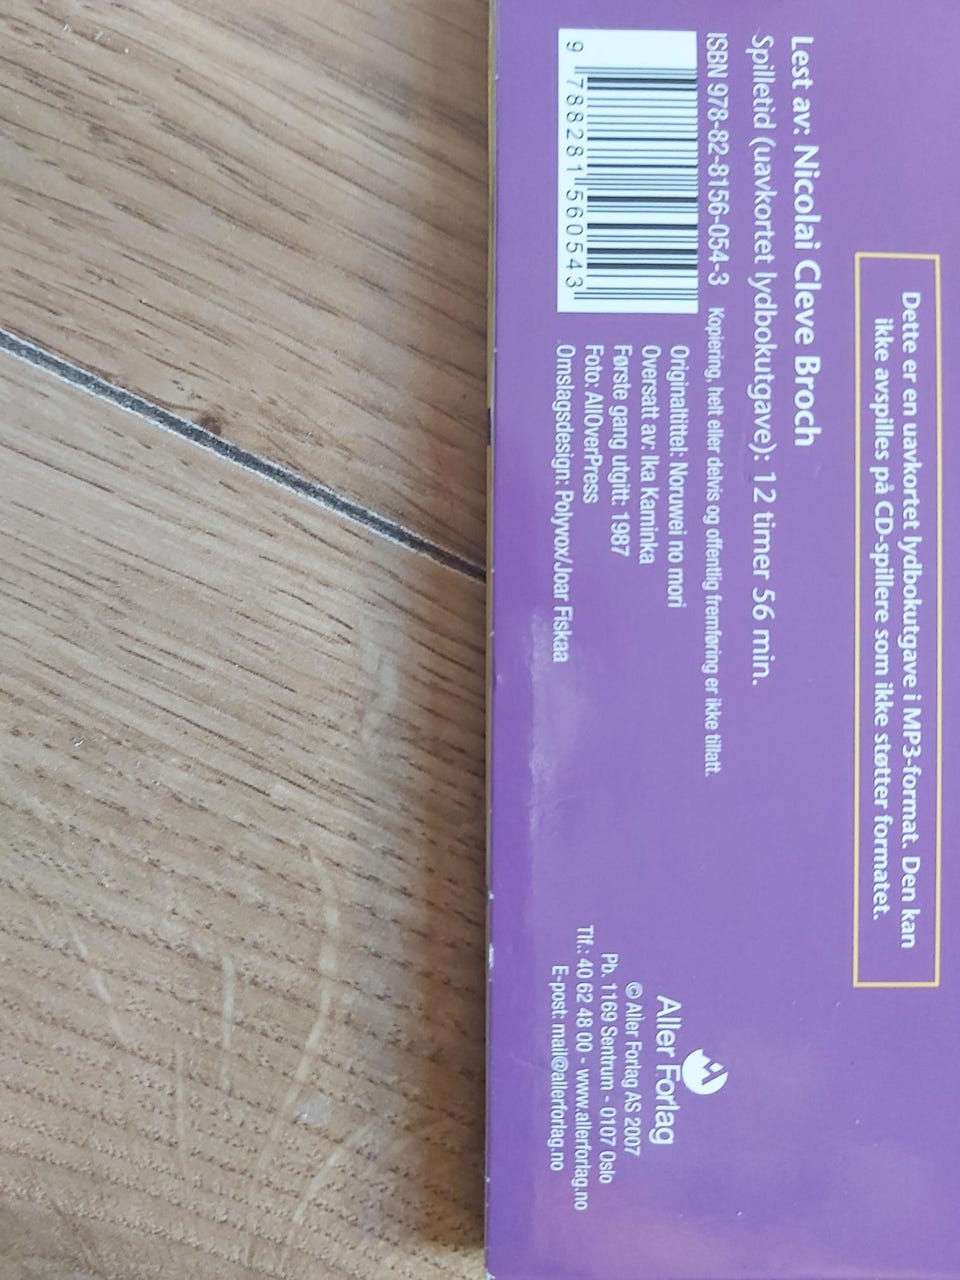 Dette er en uavkortet lydbokutgave i MP3-format. Den kan
ikke avspilles på CD-spillere som ikke støtter formatet.
Lest av: Nicolai Cleve Broch
Spilletid (uavkortet lydbokutgave): 12 timer 56 min.
ISBN 978-82-8156-054-3
Kopiering, helt eller delvis og offentlig fremføring er ikke tillatt.
9 788281 560543
Originaltittel: Noruwei no mori
Oversatt av: Ika Kaminka
Første gang utgitt: 1987
Foto: AllOverPress
Omslagsdesign: Polyvox/Joar Fiskaa
Aller Forlag
© Aller Forlag AS 2007
Pb. 1169 Sentrum - 0107 Oslo
Tlf.: 40 62 48 00 - www.allerforlag.no
E-post: mail@allerforlag.no